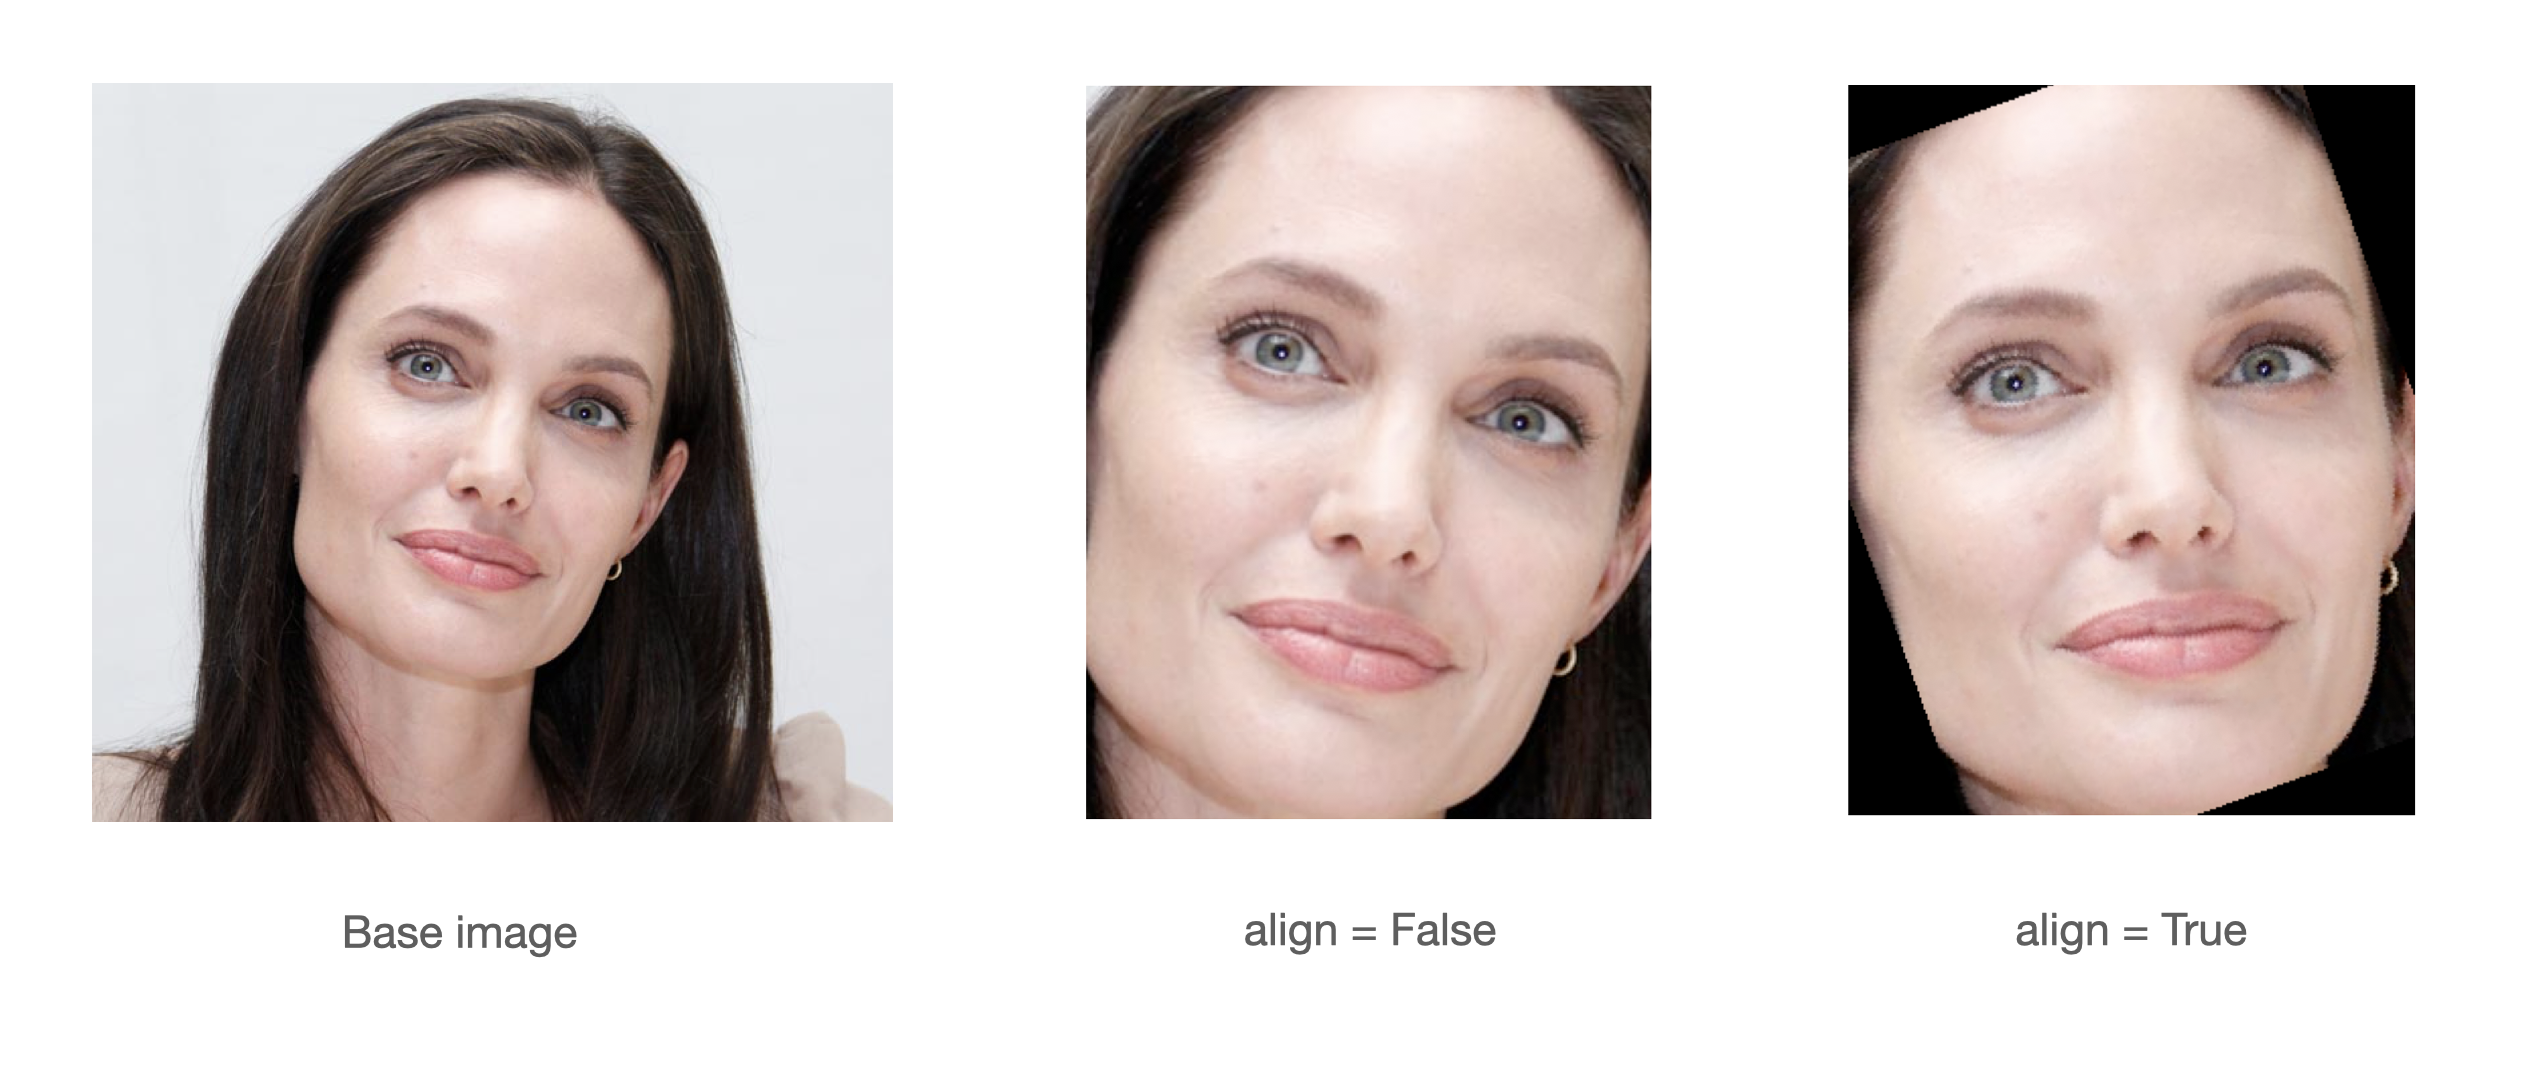 Base image
align = False
align = True